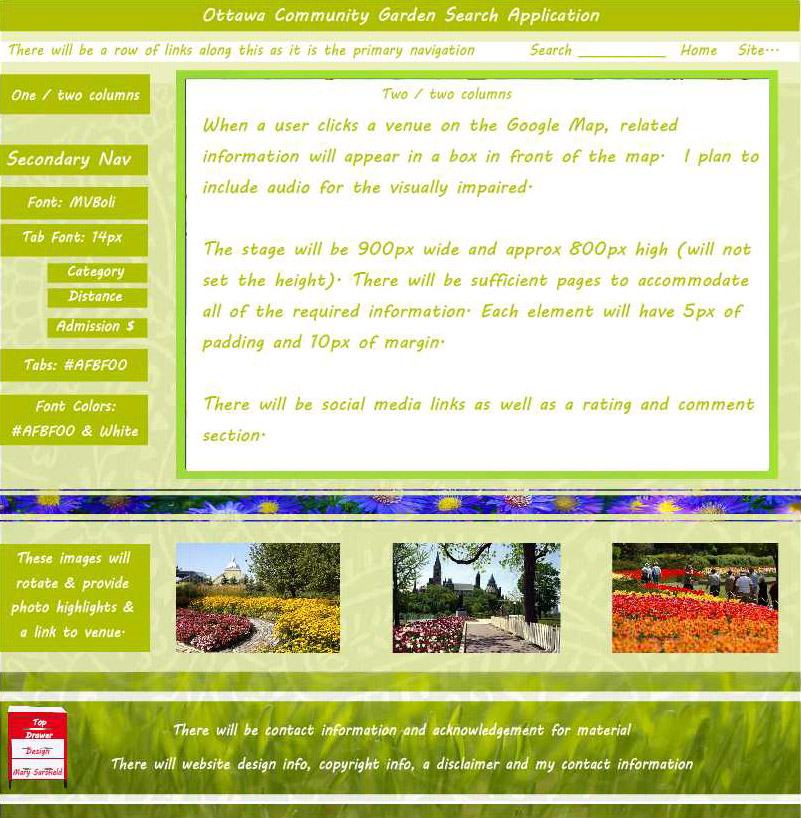 Ottawa Community Garden Search Application
There will be a row of links along this as it is the primary navigation Search __________ Home Site...
One / two columns
Secondary Nav
Font: MVBoli
Tab Font: 14px
Category
Distance
Admission $
Tabs: #AFBF00
Font Colors:
#AFBF00 & White
Two / two columns
When a user clicks a venue on the Google Map, related
information will appear in a box in front of the map. I plan to
include audio for the visually impaired.
The stage will be 900px wide and approx 800px high (will not
set the height). There will be sufficient pages to accommodate
all of the required information. Each element will have 5px of
padding and 10px of margin.
There will be social media links as well as a rating and comment
section.
These images will
rotate & provide
photo highlights &
a link to venue.
Top
Drawer
Design
Mary Sarsfield
There will be contact information and acknowledgement for material
There will website design info, copyright info, a disclaimer and my contact information